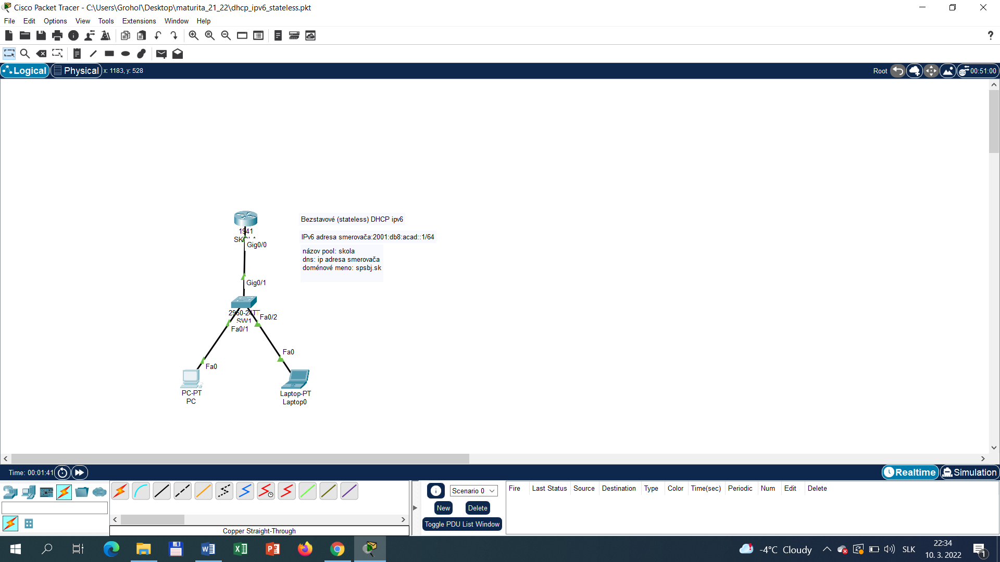 Cisco Packet Tracer - C:\Users\Grohol'\Desktop\maturita_21_22\dhcp_ipv6_stateless.pkt
File Edit Options View Tools Extensions Window Help
?
Logical Physical x: 1183, y: 528
Root 00:51:00
1941
Gig0/0
Bezstavové (stateless) DHCP ipv6
IPv6 adresa smerovača:2001:db8:acad::1/64
názov pool: skola
dns: ip adresa smerovača
doménové meno: spsbj.sk
Gig0/1
2960-24TT
SW1
Fa0/2
Fa0/1
Fa0
Fa0
PC-PT
PC
Laptop-PT
Laptop0
Time: 00:01:41
Realtime Simulation
Scenario 0
New Delete
Toggle PDU List Window
Fire Last Status Source Destination Type Color Time(sec) Periodic Num Edit Delete
Copper Straight-Through
-4°C Cloudy
SLK
22:34
10. 3. 2022
1